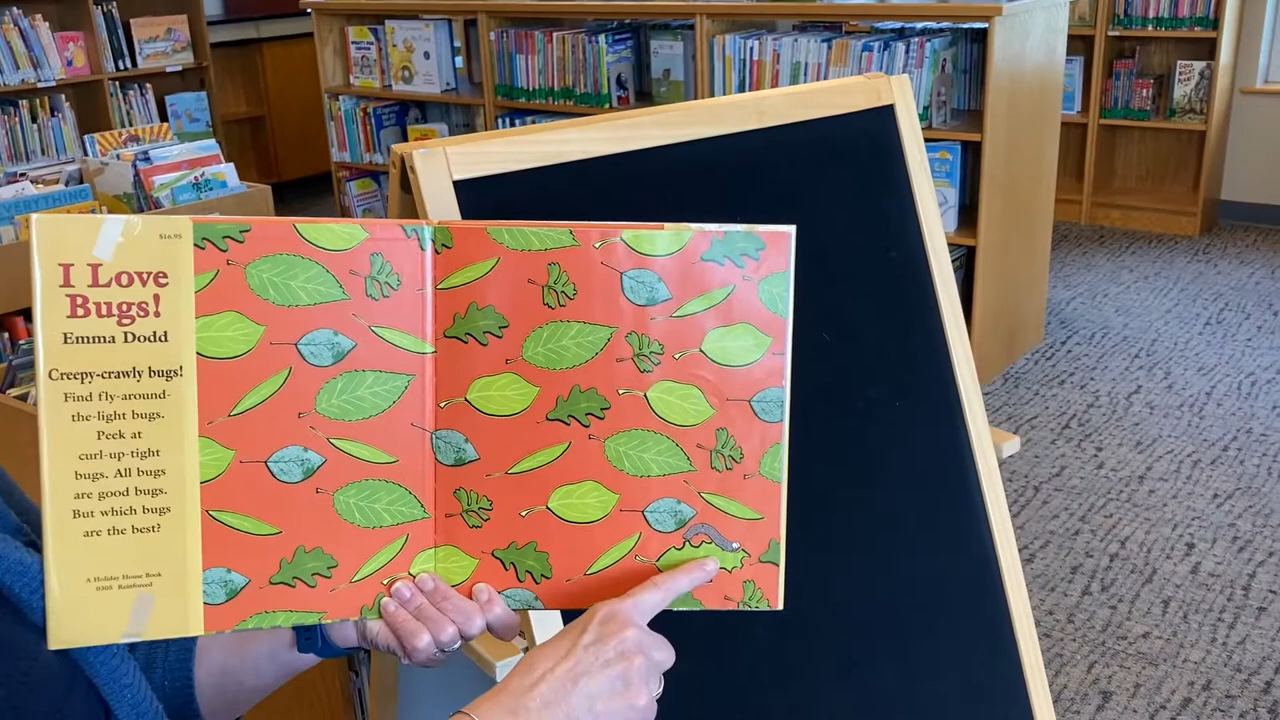 $16.95
I Love
Bugs!
Emma Dodd
Creepy-crawly bugs!
Find fly-around-
the-light bugs.
Peek at
curl-up-tight
bugs. All bugs
are good bugs.
But which bugs
are the best?
A Holiday House Book
0305 Reinforced
EVERYTHING